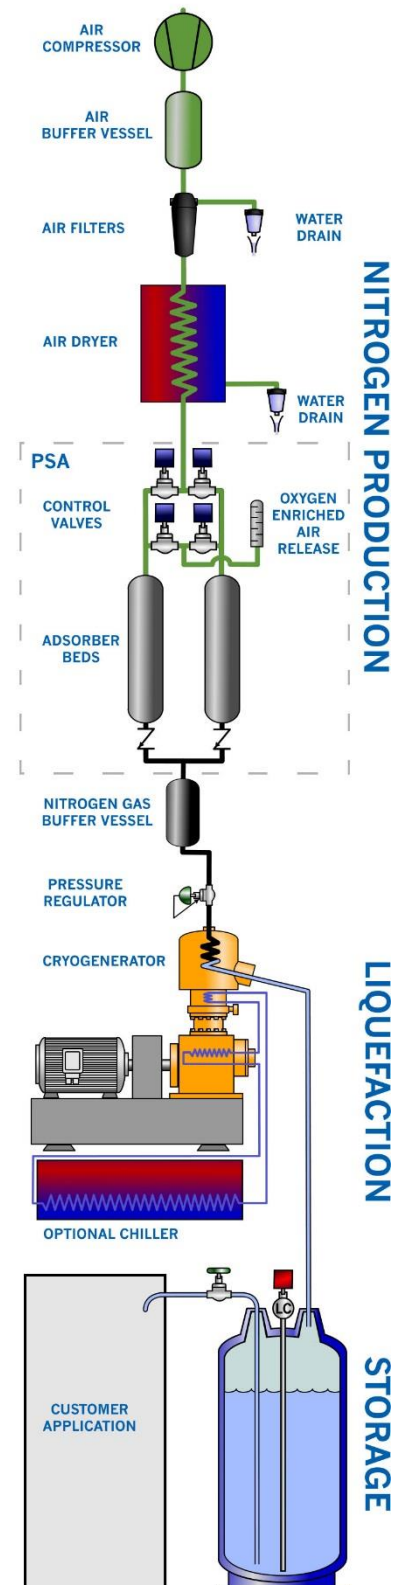 AIR
COMPRESSOR
AIR
BUFFER VESSEL
AIR FILTERS
WATER
DRAIN
AIR DRYER
WATER
DRAIN
NITROGEN PRODUCTION
PSA
CONTROL
VALVES
OXYGEN
ENRICHED
AIR
RELEASE
ADSORBER
BEDS
NITROGEN GAS
BUFFER VESSEL
PRESSURE
REGULATOR
CRYOGENERATOR
LIQUEFACTION
OPTIONAL CHILLER
LC
CUSTOMER
APPLICATION
STORAGE